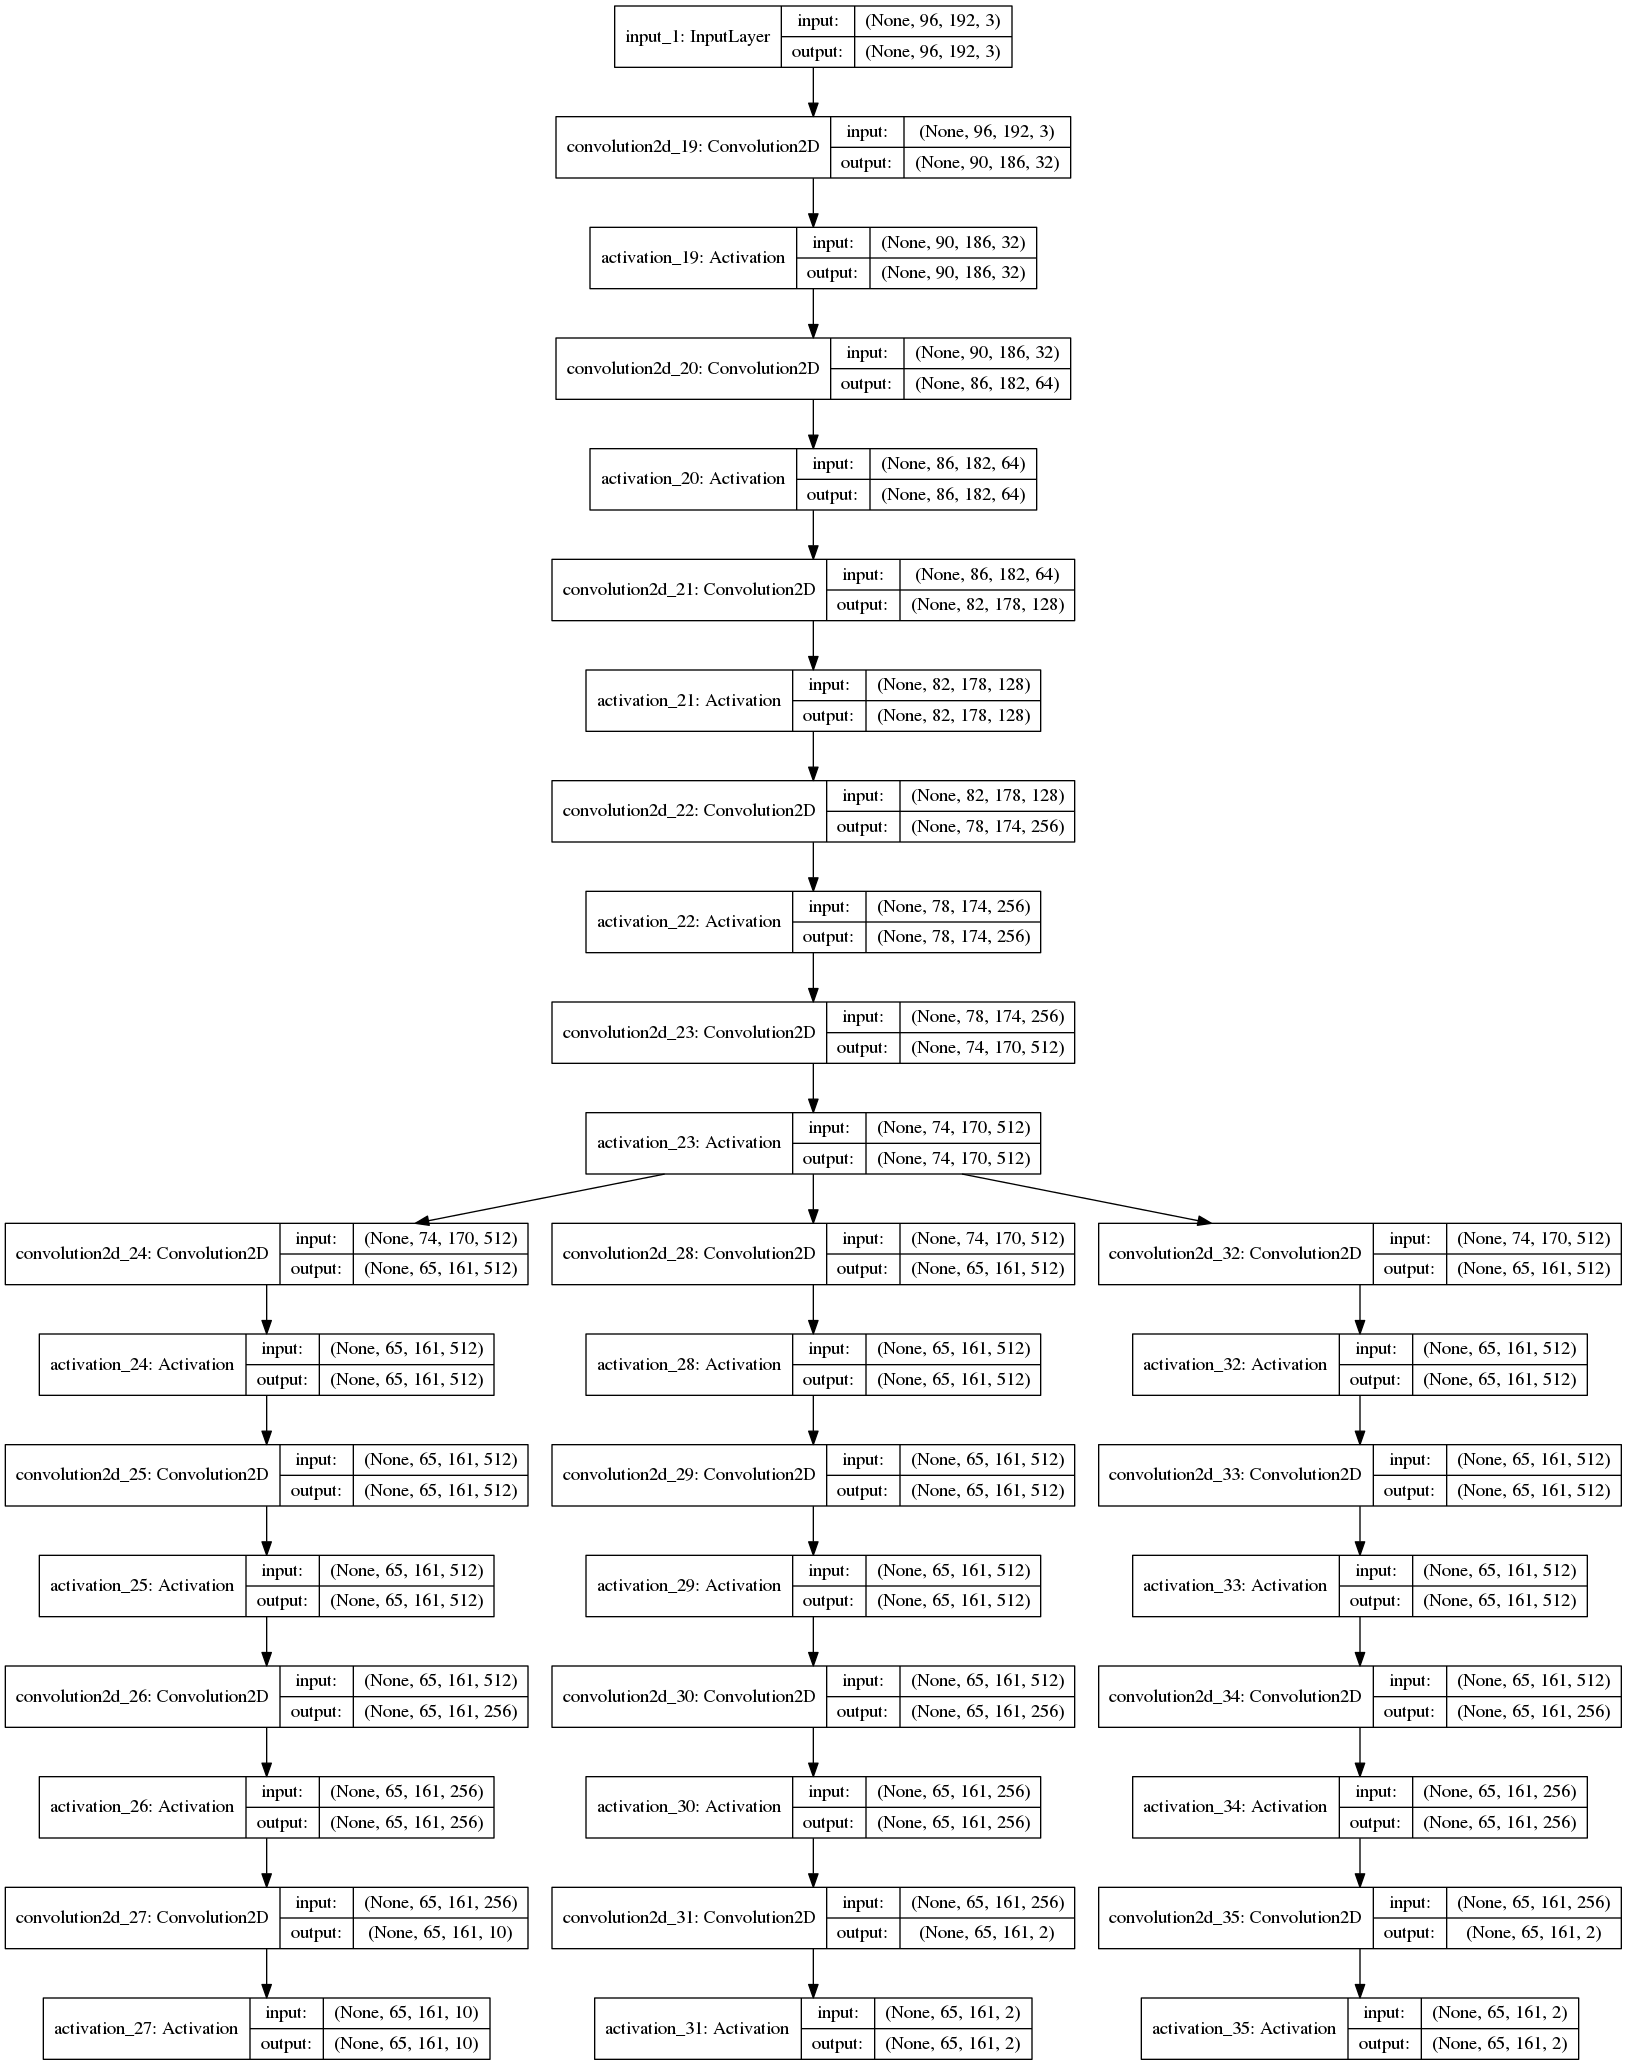 input_1: InputLayer
input: (None, 96, 192, 3)
output: (None, 96, 192, 3)
convolution2d_19: Convolution2D
input: (None, 96, 192, 3)
output: (None, 90, 186, 32)
activation_19: Activation
input: (None, 90, 186, 32)
output: (None, 90, 186, 32)
convolution2d_20: Convolution2D
input: (None, 90, 186, 32)
output: (None, 86, 182, 64)
activation_20: Activation
input: (None, 86, 182, 64)
output: (None, 86, 182, 64)
convolution2d_21: Convolution2D
input: (None, 86, 182, 64)
output: (None, 82, 178, 128)
activation_21: Activation
input: (None, 82, 178, 128)
output: (None, 82, 178, 128)
convolution2d_22: Convolution2D
input: (None, 82, 178, 128)
output: (None, 78, 174, 256)
activation_22: Activation
input: (None, 78, 174, 256)
output: (None, 78, 174, 256)
convolution2d_23: Convolution2D
input: (None, 78, 174, 256)
output: (None, 74, 170, 512)
activation_23: Activation
input: (None, 74, 170, 512)
output: (None, 74, 170, 512)
convolution2d_24: Convolution2D
input: (None, 74, 170, 512)
output: (None, 65, 161, 512)
convolution2d_28: Convolution2D
input: (None, 74, 170, 512)
output: (None, 65, 161, 512)
convolution2d_32: Convolution2D
input: (None, 74, 170, 512)
output: (None, 65, 161, 512)
activation_24: Activation
input: (None, 65, 161, 512)
output: (None, 65, 161, 512)
activation_28: Activation
input: (None, 65, 161, 512)
output: (None, 65, 161, 512)
activation_32: Activation
input: (None, 65, 161, 512)
output: (None, 65, 161, 512)
convolution2d_25: Convolution2D
input: (None, 65, 161, 512)
output: (None, 65, 161, 512)
convolution2d_29: Convolution2D
input: (None, 65, 161, 512)
output: (None, 65, 161, 512)
convolution2d_33: Convolution2D
input: (None, 65, 161, 512)
output: (None, 65, 161, 512)
activation_25: Activation
input: (None, 65, 161, 512)
output: (None, 65, 161, 512)
activation_29: Activation
input: (None, 65, 161, 512)
output: (None, 65, 161, 512)
activation_33: Activation
input: (None, 65, 161, 512)
output: (None, 65, 161, 512)
convolution2d_26: Convolution2D
input: (None, 65, 161, 512)
output: (None, 65, 161, 256)
convolution2d_30: Convolution2D
input: (None, 65, 161, 512)
output: (None, 65, 161, 256)
convolution2d_34: Convolution2D
input: (None, 65, 161, 512)
output: (None, 65, 161, 256)
activation_26: Activation
input: (None, 65, 161, 256)
output: (None, 65, 161, 256)
activation_30: Activation
input: (None, 65, 161, 256)
output: (None, 65, 161, 256)
activation_34: Activation
input: (None, 65, 161, 256)
output: (None, 65, 161, 256)
convolution2d_27: Convolution2D
input: (None, 65, 161, 256)
output: (None, 65, 161, 10)
convolution2d_31: Convolution2D
input: (None, 65, 161, 256)
output: (None, 65, 161, 2)
convolution2d_35: Convolution2D
input: (None, 65, 161, 256)
output: (None, 65, 161, 2)
activation_27: Activation
input: (None, 65, 161, 10)
output: (None, 65, 161, 10)
activation_31: Activation
input: (None, 65, 161, 2)
output: (None, 65, 161, 2)
activation_35: Activation
input: (None, 65, 161, 2)
output: (None, 65, 161, 2)